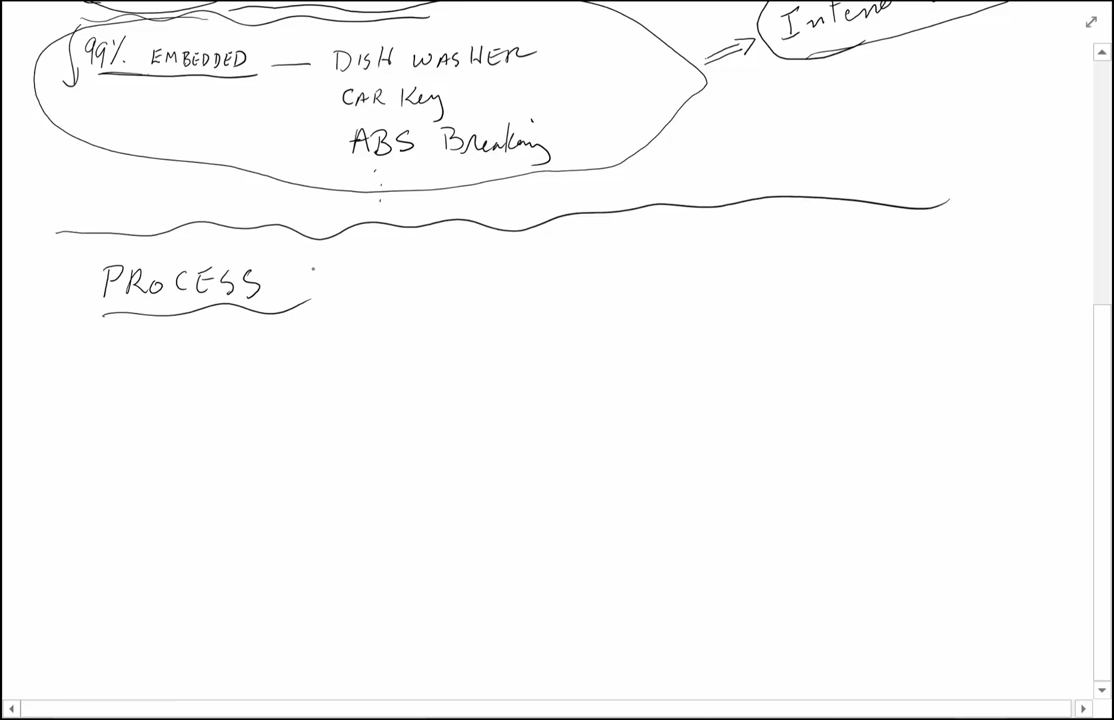 99% EMBEDDED — DISH WASHER
CAR Key
ABS Breaking
PROCESS